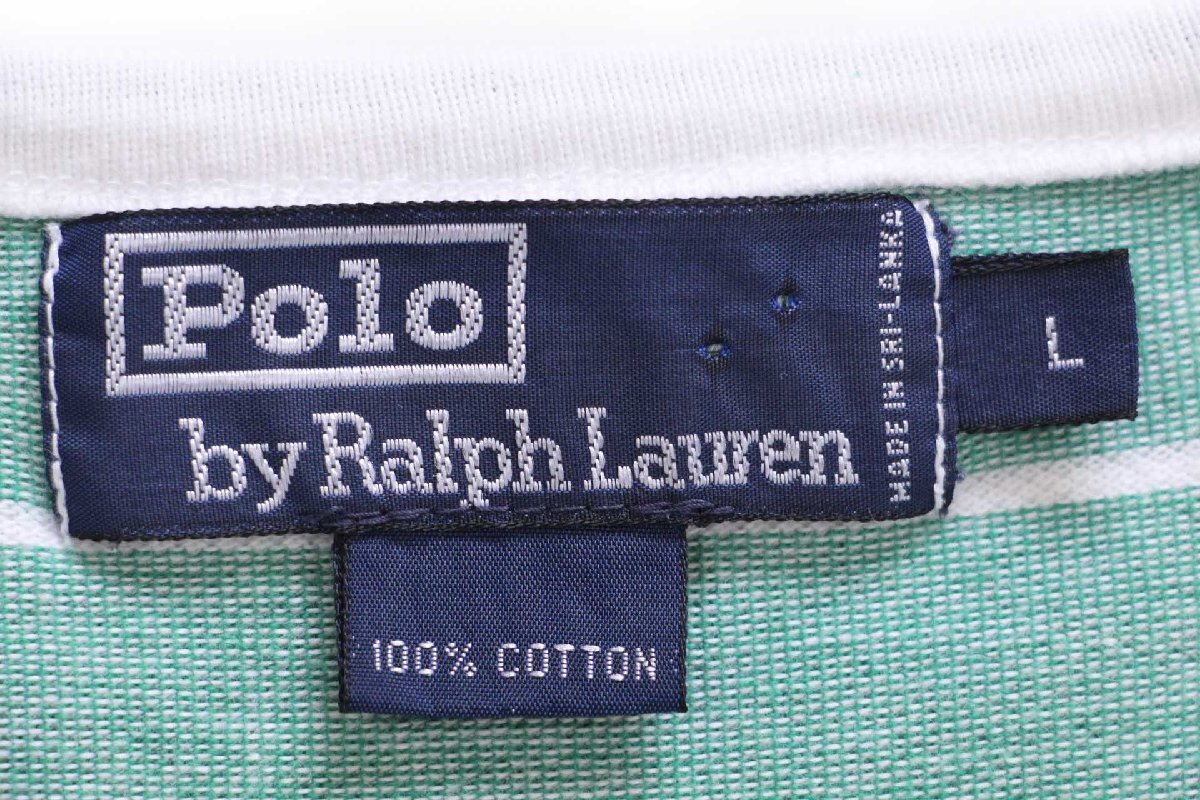 Polo
by Ralph Lauren
MADE IN SRI-LANKA
L
100% COTTON